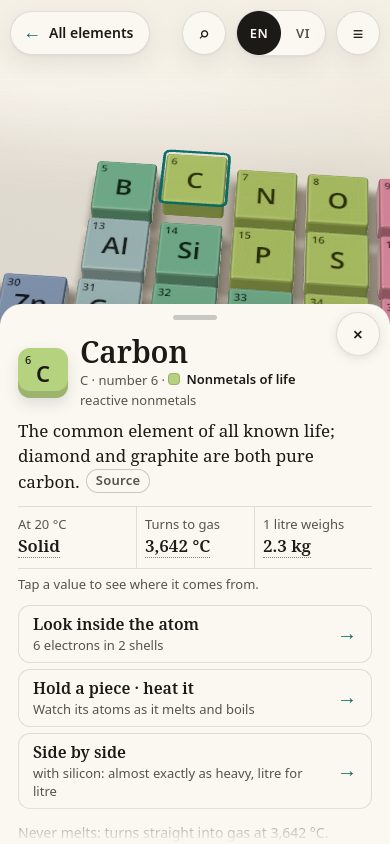 ← All elements
⌕
EN
VI
≡
5
B
6
C
7
N
8
O
9
13
Al
14
Si
15
P
16
S
30
Zn
31
32
33
34
6
C
Carbon
C · number 6 · Nonmetals of life
reactive nonmetals
×
The common element of all known life;
diamond and graphite are both pure
carbon. Source
At 20 °C
Solid
Turns to gas
3,642 °C
1 litre weighs
2.3 kg
Tap a value to see where it comes from.
Look inside the atom
6 electrons in 2 shells
→
Hold a piece · heat it
Watch its atoms as it melts and boils
→
Side by side
with silicon: almost exactly as heavy, litre for
litre
→
Never melts: turns straight into gas at 3,642 °C.